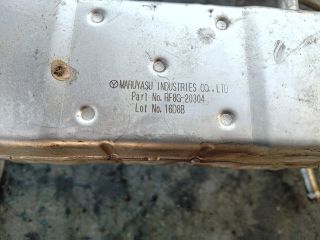 MARUYASU INDUSTRIES CO., LTD
Part No. RF8G-20304
Lot No. 16D8B